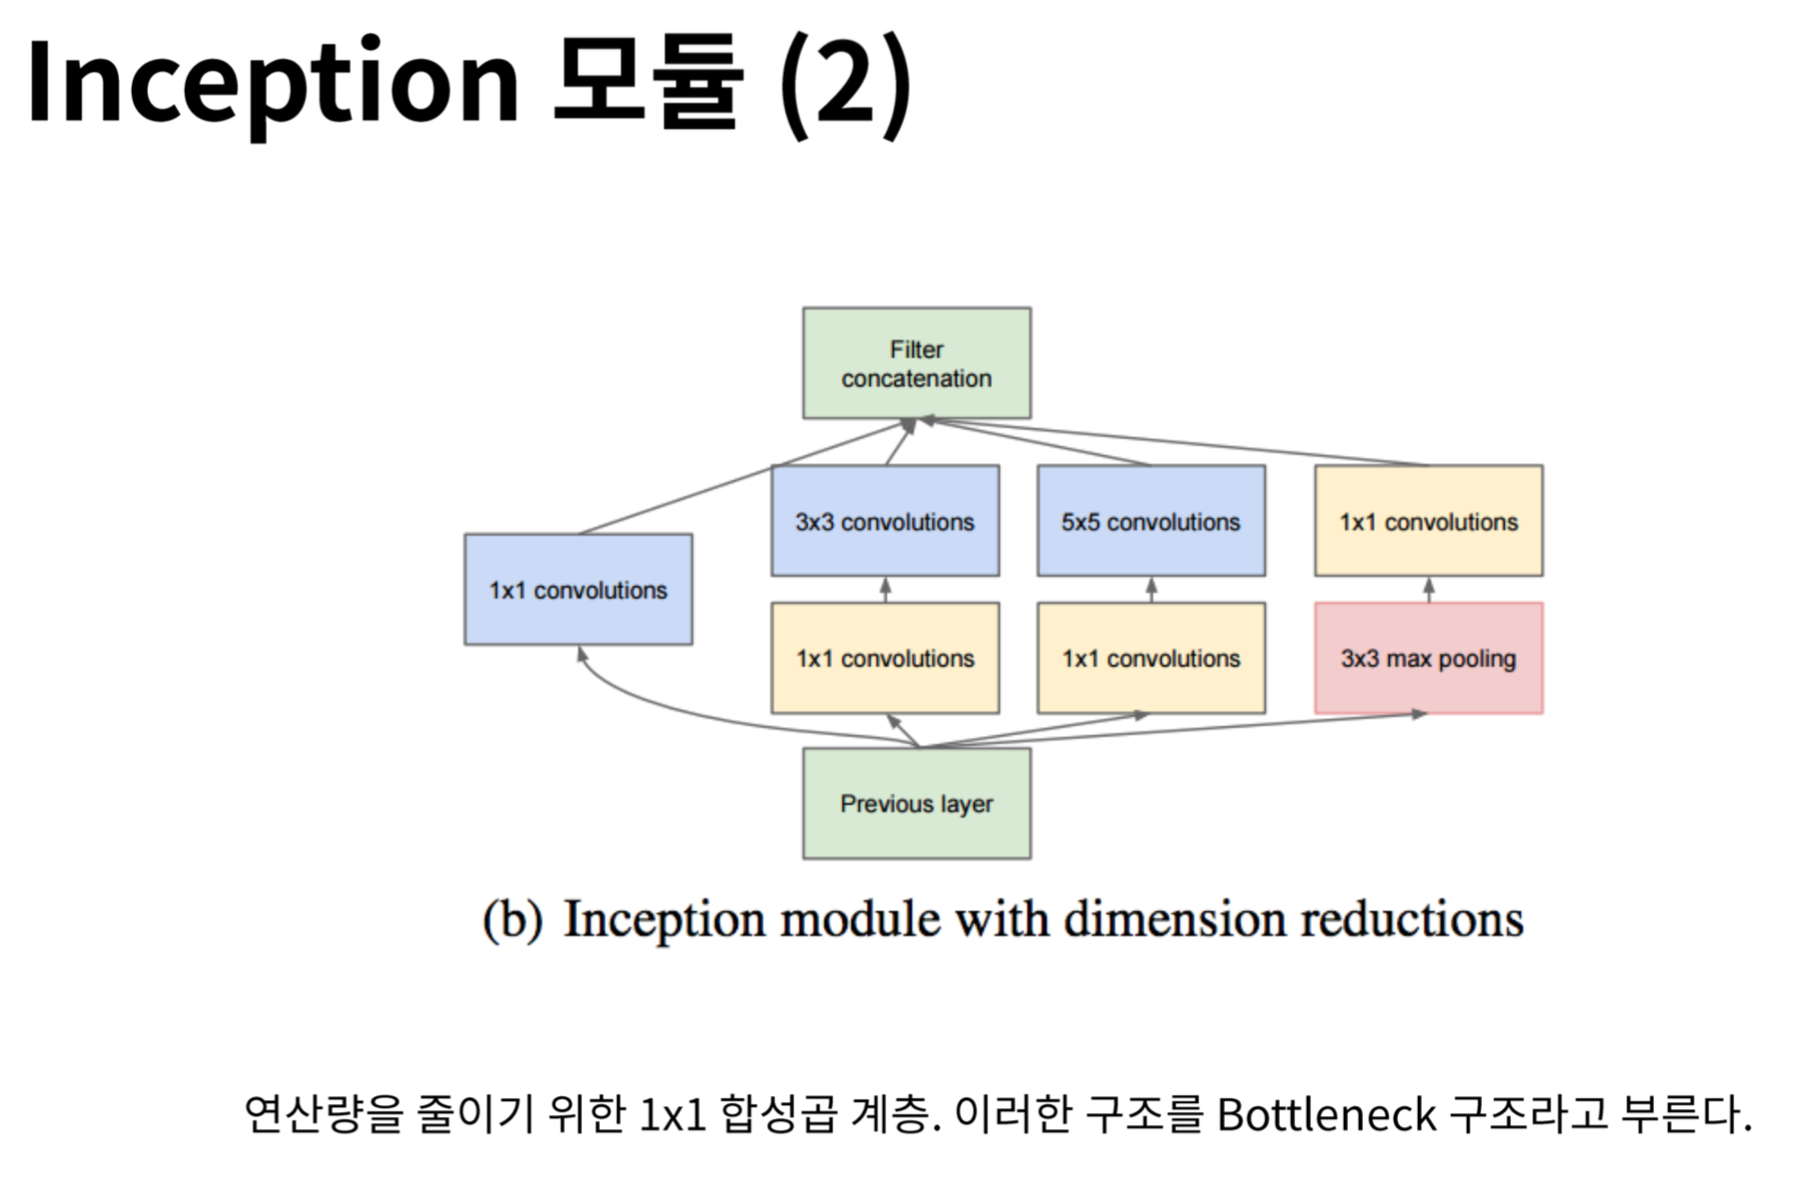 Inception 모듈 (2)
Filter
concatenation
3x3 convolutions
5x5 convolutions
1x1 convolutions
1x1 convolutions
1x1 convolutions
1x1 convolutions
3x3 max pooling
Previous layer
(b) Inception module with dimension reductions
연산량을 줄이기 위한 1x1 합성곱 계층. 이러한 구조를 Bottleneck 구조라고 부른다.